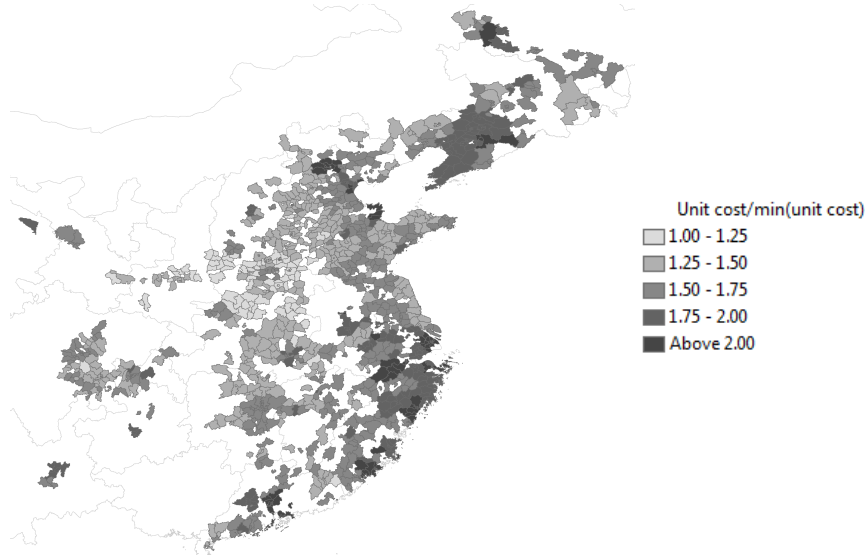 Unit cost/min(unit cost)
1.00 - 1.25
1.25 - 1.50
1.50 - 1.75
1.75 - 2.00
Above 2.00